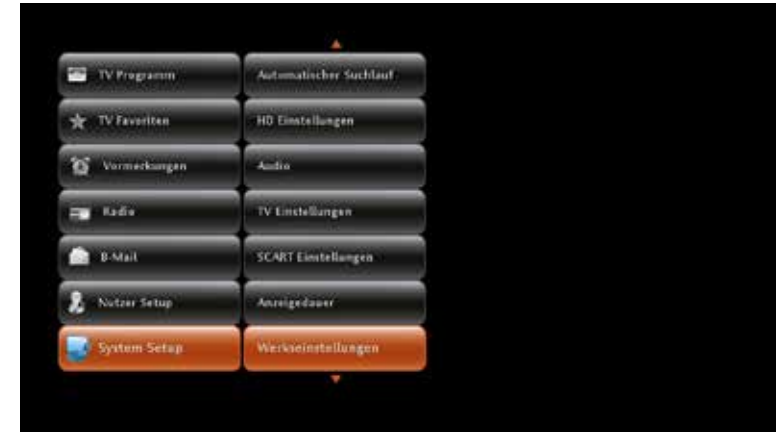 TV Programm
Automatischer Suchlauf
TV Favoriten
HD Einstellungen
Vormerkungen
Audio
Radio
TV Einstellungen
B-Mail
SCART Einstellungen
Nutzer Setup
Anzeigedauer
System Setup
Werkseinstellungen